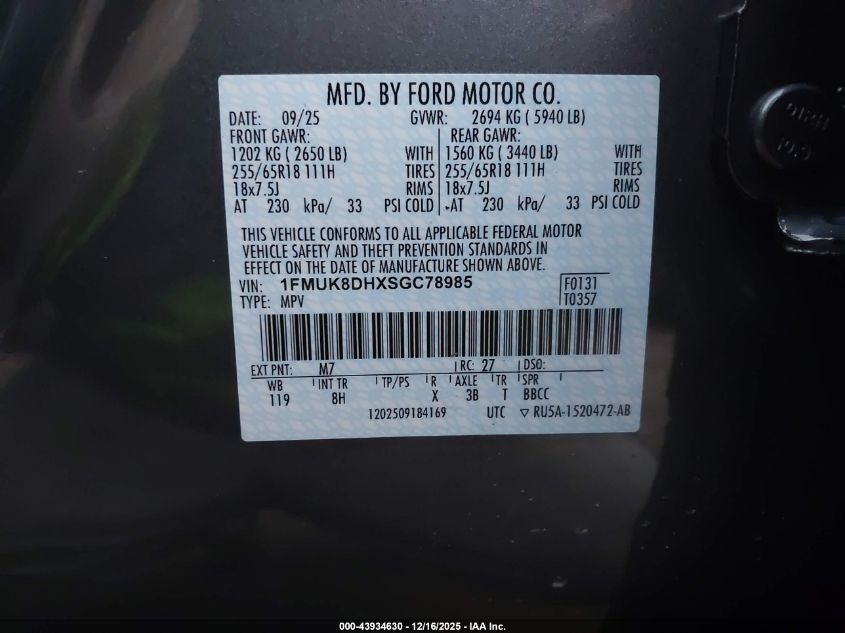 MFD. BY FORD MOTOR CO.
DATE: 09/25 GVWR: 2694 KG ( 5940 LB)
FRONT GAWR: REAR GAWR:
1202 KG ( 2650 LB) WITH 1560 KG ( 3440 LB) WITH
255/65R18 111H TIRES 255/65R18 111H TIRES
18x7.5J RIMS 18x7.5J RIMS
AT 230 kPa/ 33 PSI COLD AT 230 kPa/ 33 PSI COLD
THIS VEHICLE CONFORMS TO ALL APPLICABLE FEDERAL MOTOR
VEHICLE SAFETY AND THEFT PREVENTION STANDARDS IN
EFFECT ON THE DATE OF MANUFACTURE SHOWN ABOVE.
VIN: 1FMUK8DHXSGC78985 F0131
TYPE: MPV T0357
EXT PNT: M7 RC: 27 DSO:
WB INT TR TP/PS R AXLE TR SPR
119 8H X 3B T BBCC
1202509184169 UTC ▽ RU5A-1520472-AB
000-43934630 - 12/16/2025 - IAA Inc.